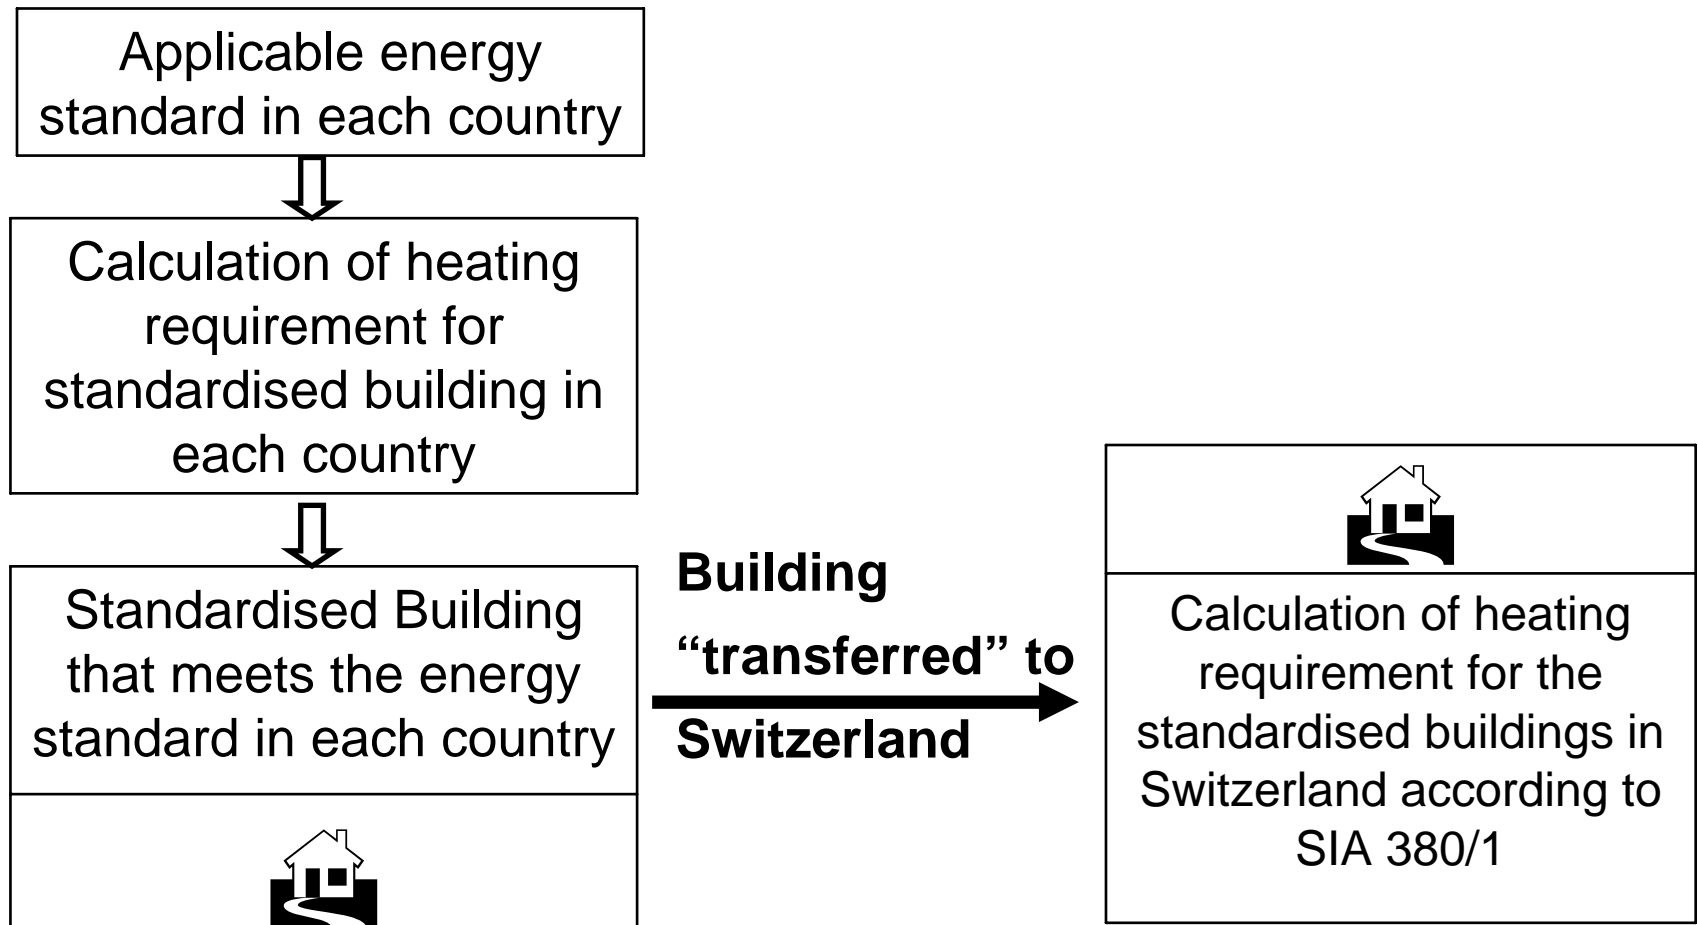 Applicable energy
standard in each country
Calculation of heating
requirement for
standardised building in
each country
Standardised Building
that meets the energy
standard in each country
Building
“transferred” to
Switzerland
Calculation of heating
requirement for the
standardised buildings in
Switzerland according to
SIA 380/1